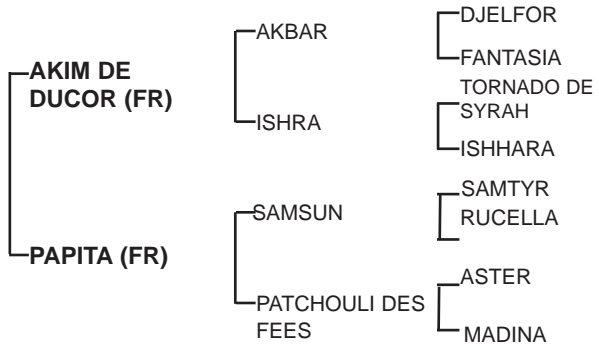 DJELFOR
AKBAR
FANTASIA
AKIM DE
DUCOR (FR)
TORNADO DE
SYRAH
ISHRA
ISHHARA
SAMTYR
SAMSUN
RUCELLA
PAPITA (FR)
ASTER
PATCHOULI DES
FEES
MADINA